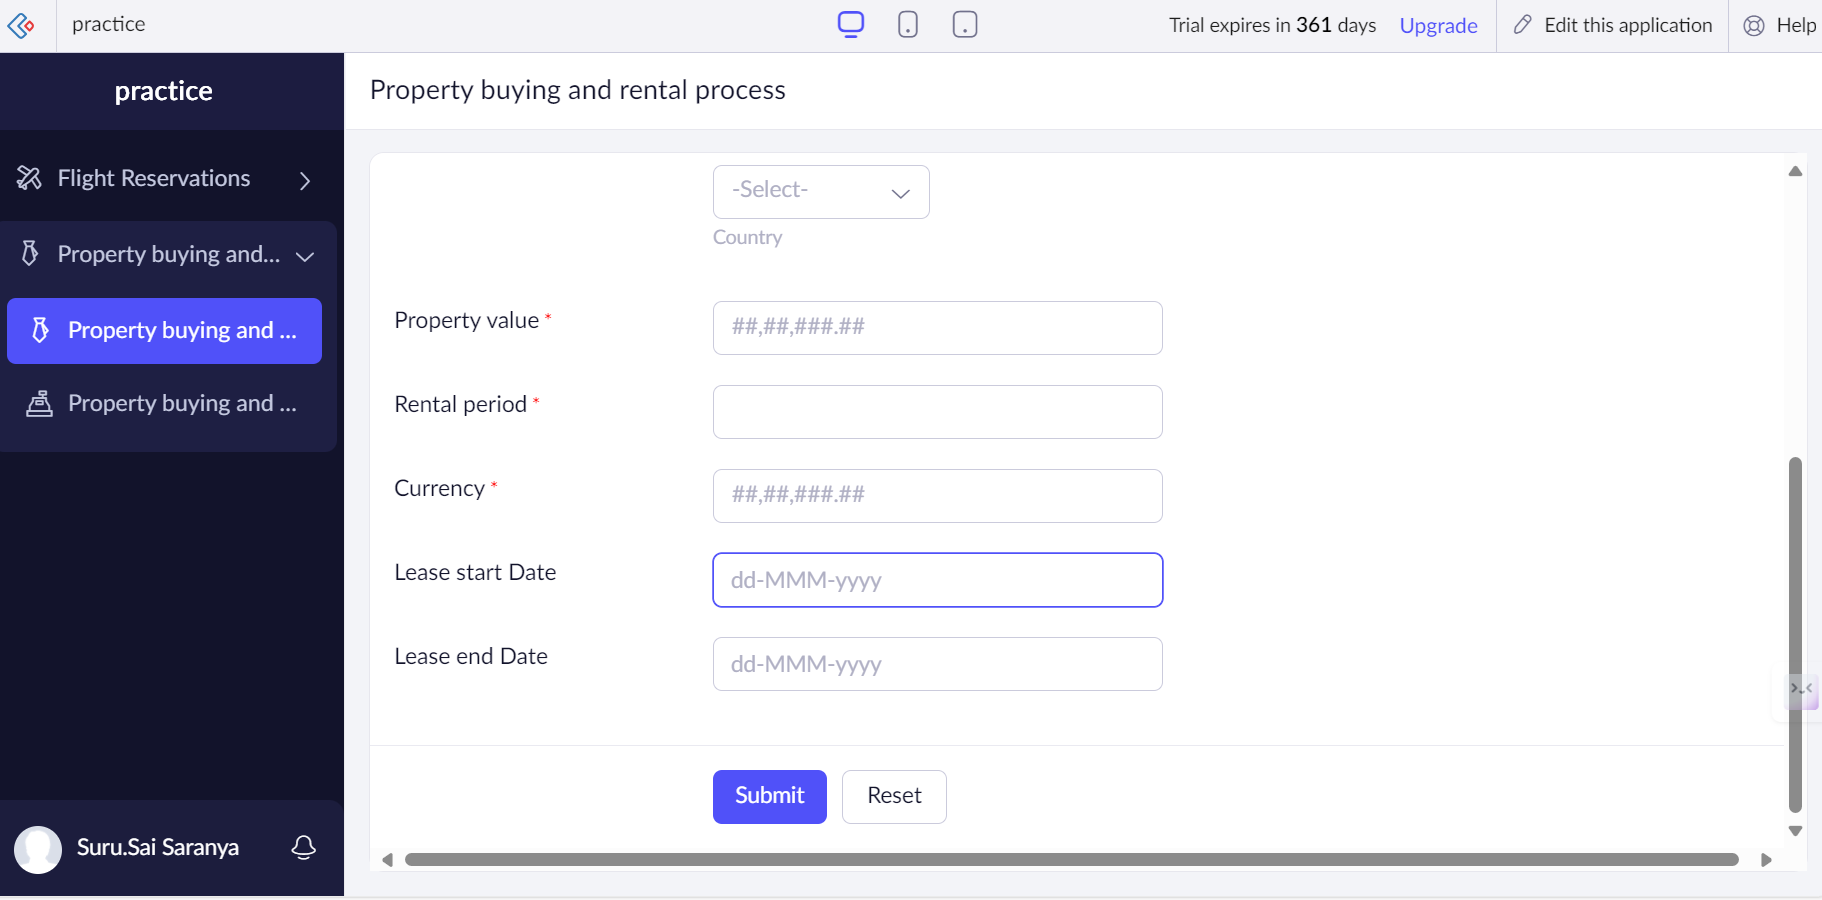 practice
Trial expires in 361 days
Upgrade
Edit this application
Help
practice
Flight Reservations
Property buying and...
Property buying and ...
Property buying and ...
Suru.Sai Saranya
Property buying and rental process
-Select-
Country
Property value *
##,##,###.##
Rental period *
Currency *
##,##,###.##
Lease start Date
dd-MMM-yyyy
Lease end Date
dd-MMM-yyyy
Submit
Reset